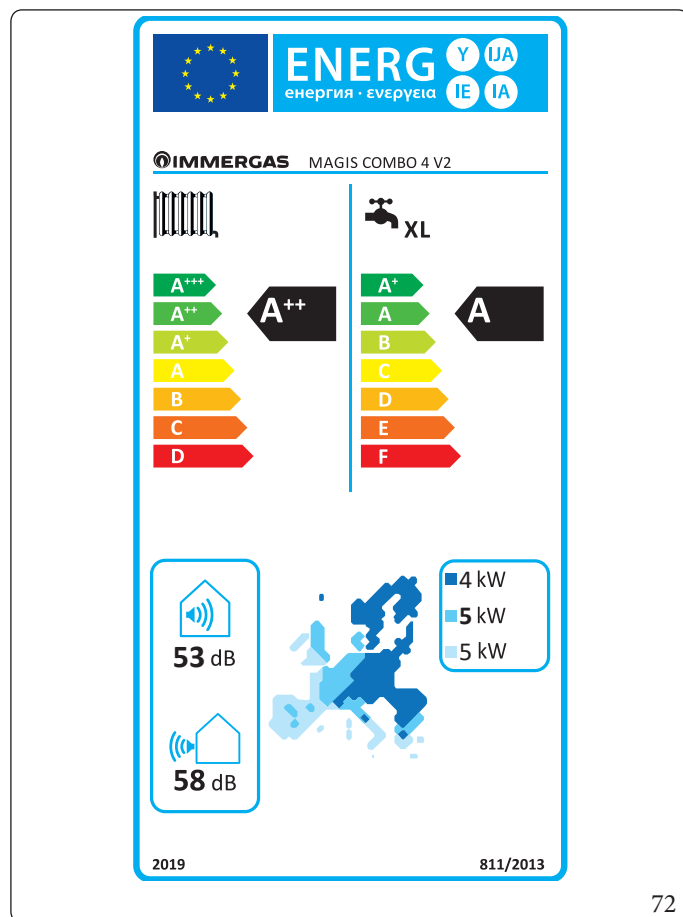 ENERG Y IJA
енергия · ενεργεια IE IA
IMMERGAS MAGIS COMBO 4 V2
XL
A+++
A++
A+
A
B
C
D
A++
A+
A
B
C
D
E
F
A
53 dB
58 dB
4 kW
5 kW
5 kW
2019 811/2013
72